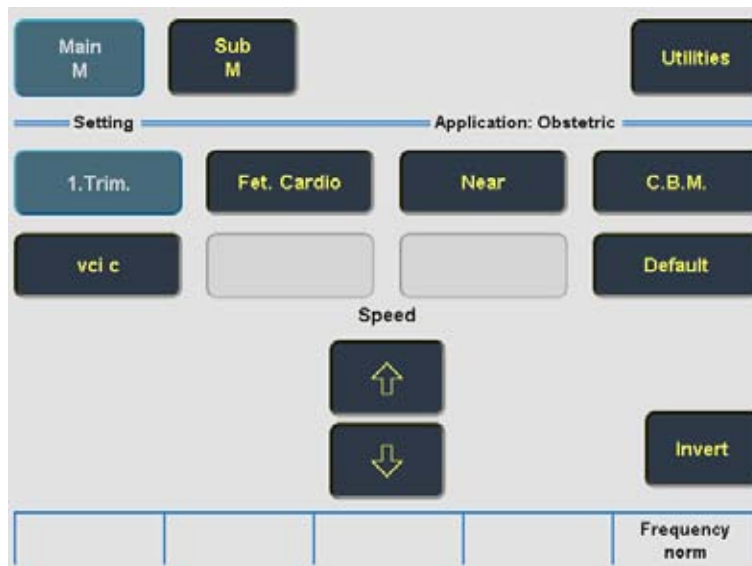 Main
M
Sub
M
Utilities
Setting
Application: Obstetric
1.Trim.
Fet. Cardio
Near
C.B.M.
vci c
Default
Speed
Invert
Frequency
norm